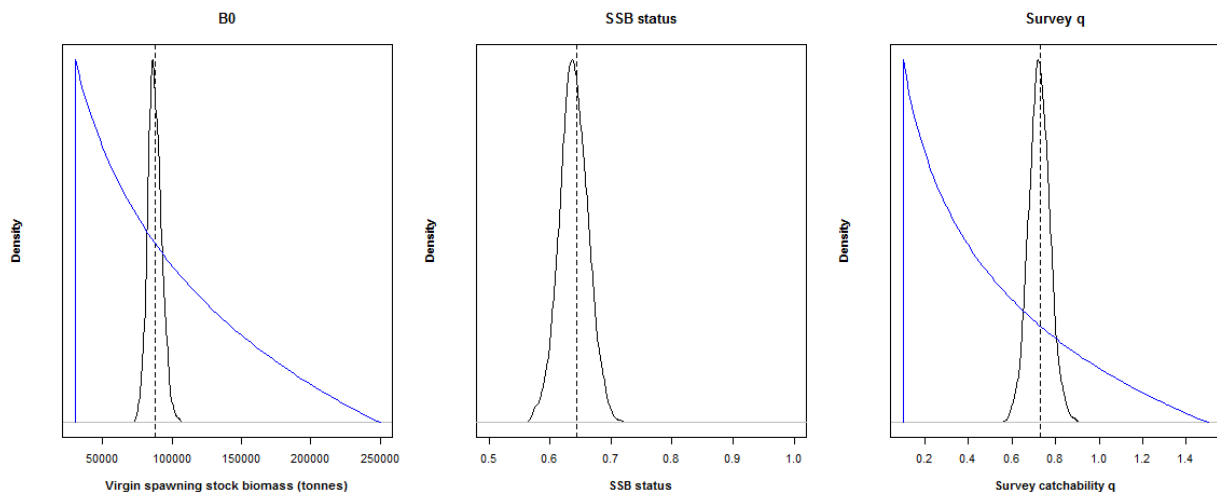 B0
Density
50000 100000 150000 200000 250000
Virgin spawning stock biomass (tonnes)
SSB status
Density
0.5 0.6 0.7 0.8 0.9 1.0
SSB status
Survey q
Density
0.2 0.4 0.6 0.8 1.0 1.2 1.4
Survey catchability q